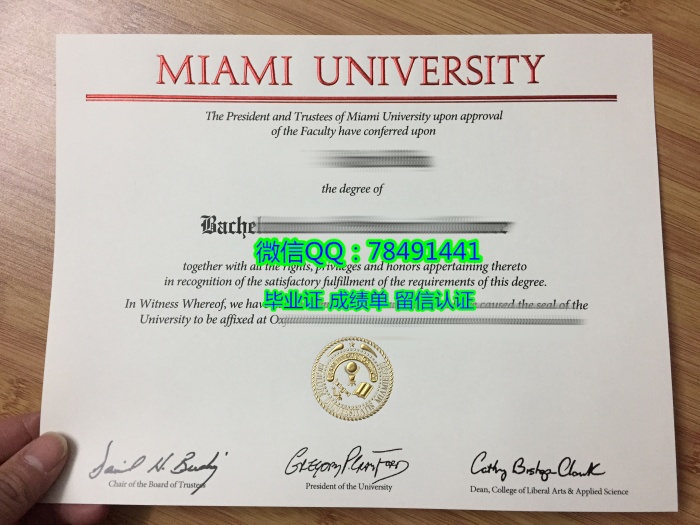 MIAMI UNIVERSITY
The President and Trustees of Miami University upon approval
of the Faculty have conferred upon
the degree of
Bache
微信QQ：78491441
together with all the rights, privileges and honors appertaining thereto
in recognition of the satisfactory fulfillment of the requirements of this degree.
毕业证 成绩单 留信认证
In Witness Whereof, we hav caused the seal of the
University to be affixed at Ox
Chair of the Board of Trustees
President of the University
Dean, College of Liberal Arts & Applied Science